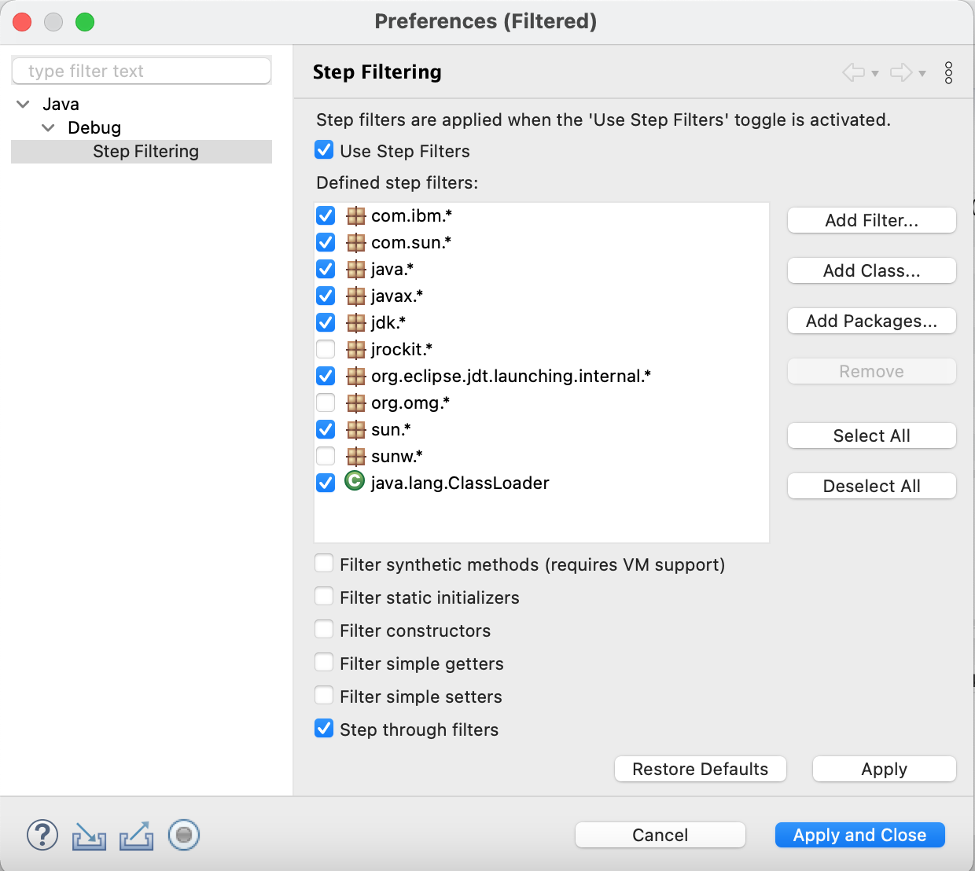 Preferences (Filtered)
type filter text
Java
Debug
Step Filtering
Step Filtering
Step filters are applied when the 'Use Step Filters' toggle is activated.
Use Step Filters
Defined step filters:
com.ibm.*
com.sun.*
java.*
javax.*
jdk.*
jrockit.*
org.eclipse.jdt.launching.internal.*
org.omg.*
sun.*
sunw.*
C java.lang.ClassLoader
Add Filter...
Add Class...
Add Packages...
Remove
Select All
Deselect All
Filter synthetic methods (requires VM support)
Filter static initializers
Filter constructors
Filter simple getters
Filter simple setters
Step through filters
Restore Defaults
Apply
?
Cancel
Apply and Close